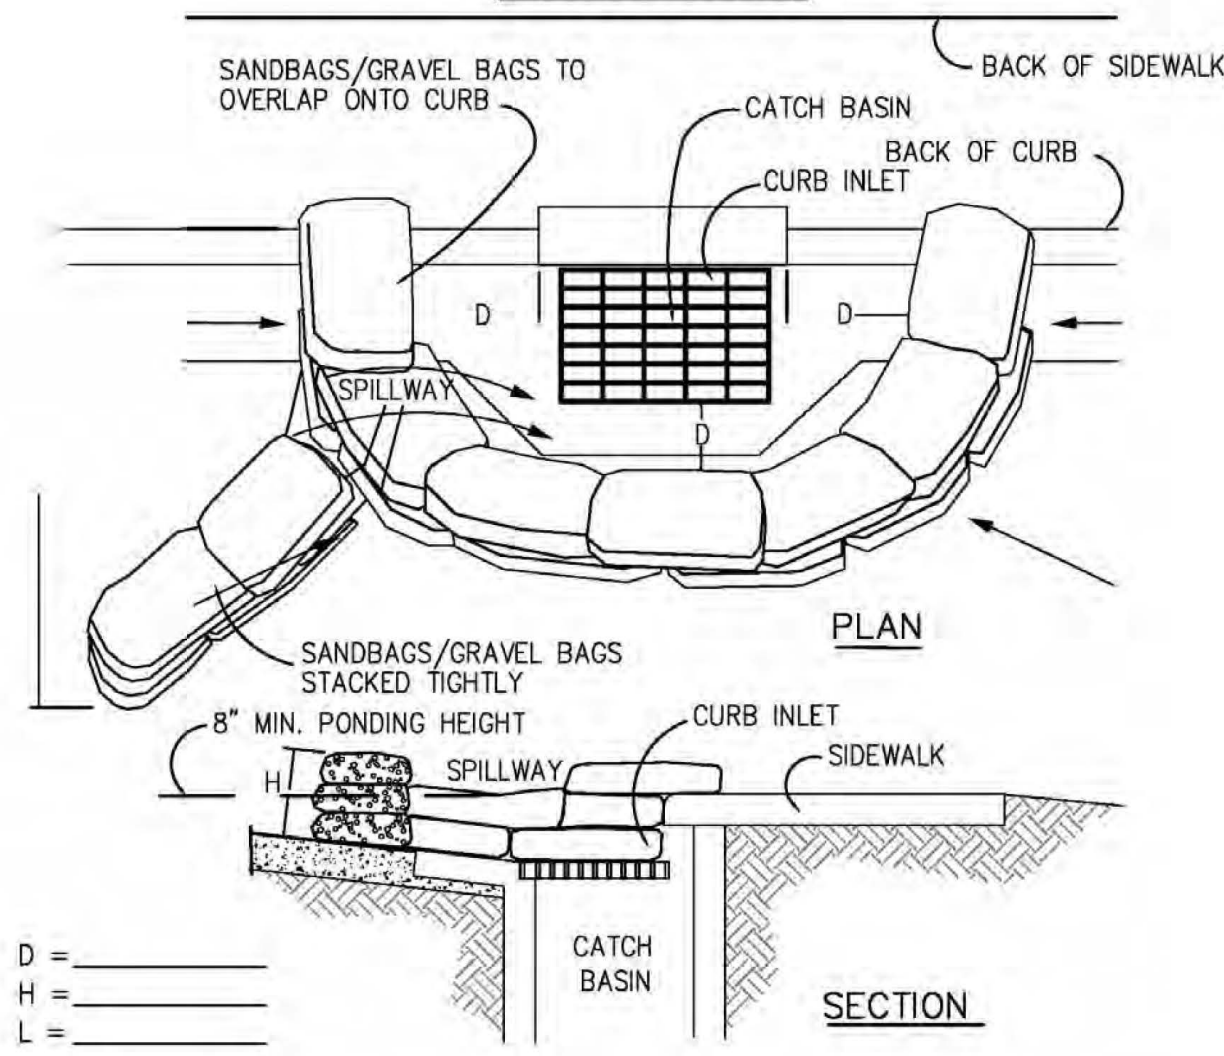 BACK OF SIDEWALK
SANDBAGS/GRAVEL BAGS TO
OVERLAP ONTO CURB
CATCH BASIN
BACK OF CURB
CURB INLET
D
D
SPILLWAY
D
PLAN
SANDBAGS/GRAVEL BAGS
STACKED TIGHTLY
8" MIN. PONDING HEIGHT
CURB INLET
SIDEWALK
H
SPILLWAY
CATCH
BASIN
D =
H =
L =
SECTION